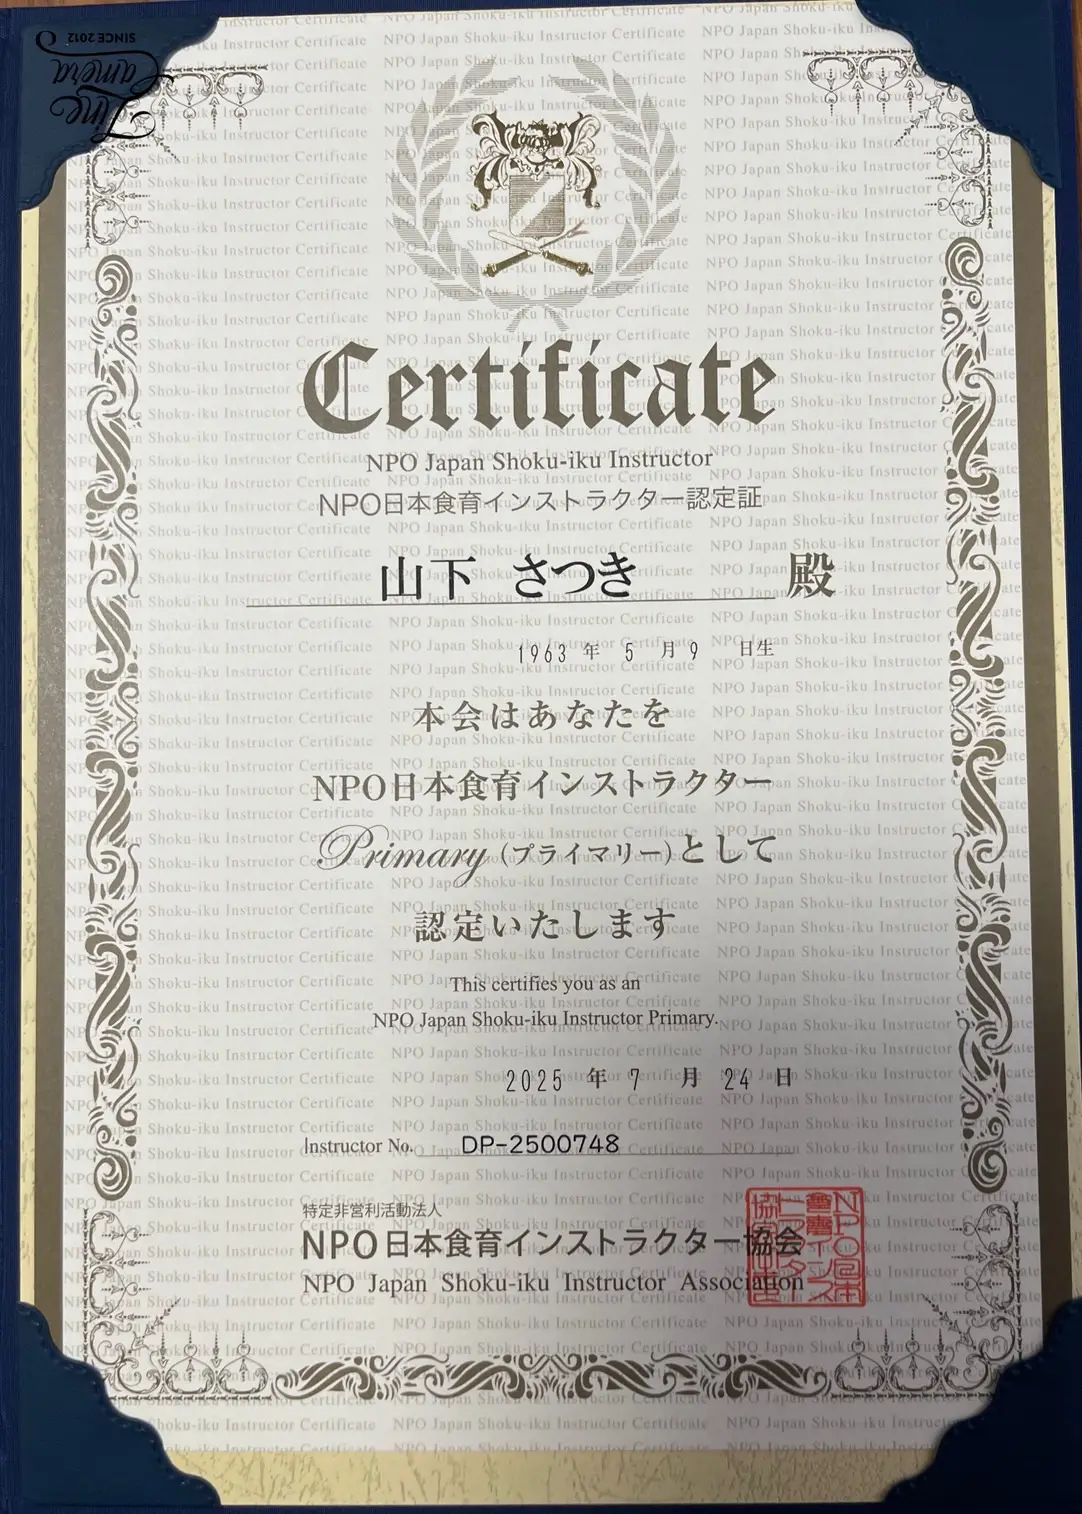 Line Camera
SINCE 2012
Certificate
NPO Japan Shoku-iku Instructor
NPO日本食育インストラクター認定証
山下 さつき 殿
1963 年 5 月 9 日生
本会はあなたを
NPO日本食育インストラクター
Primary(プライマリー)として
認定いたします
This certifies you as an
NPO Japan Shoku-iku Instructor Primary.
2025 年 7 月 24 日
Instructor No. DP-2500748
特定非営利活動法人
NPO日本食育インストラクター協会
NPO Japan Shoku-iku Instructor Association